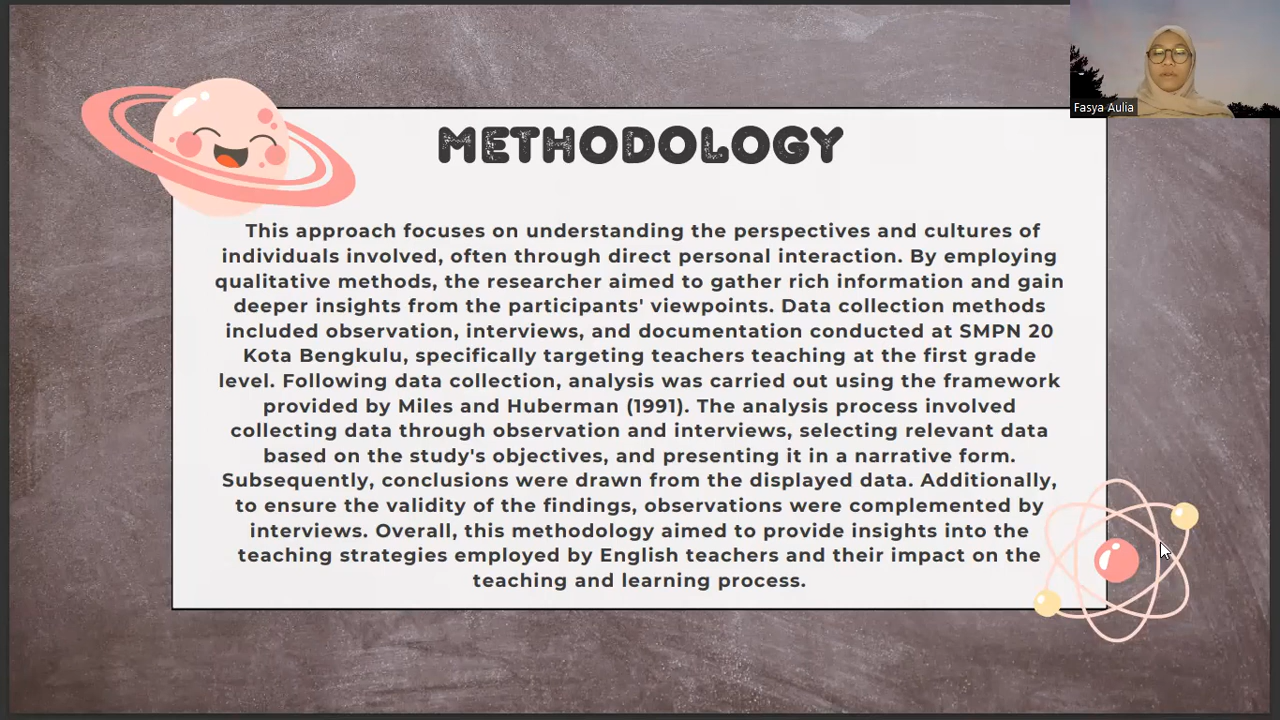 METHODOLOGY
This approach focuses on understanding the perspectives and cultures of
individuals involved, often through direct personal interaction. By employing
qualitative methods, the researcher aimed to gather rich information and gain
deeper insights from the participants' viewpoints. Data collection methods
included observation, interviews, and documentation conducted at SMPN 20
Kota Bengkulu, specifically targeting teachers teaching at the first grade
level. Following data collection, analysis was carried out using the framework
provided by Miles and Huberman (1991). The analysis process involved
collecting data through observation and interviews, selecting relevant data
based on the study's objectives, and presenting it in a narrative form.
Subsequently, conclusions were drawn from the displayed data. Additionally,
to ensure the validity of the findings, observations were complemented by
interviews. Overall, this methodology aimed to provide insights into the
teaching strategies employed by English teachers and their impact on the
teaching and learning process.
Fasya Aulia